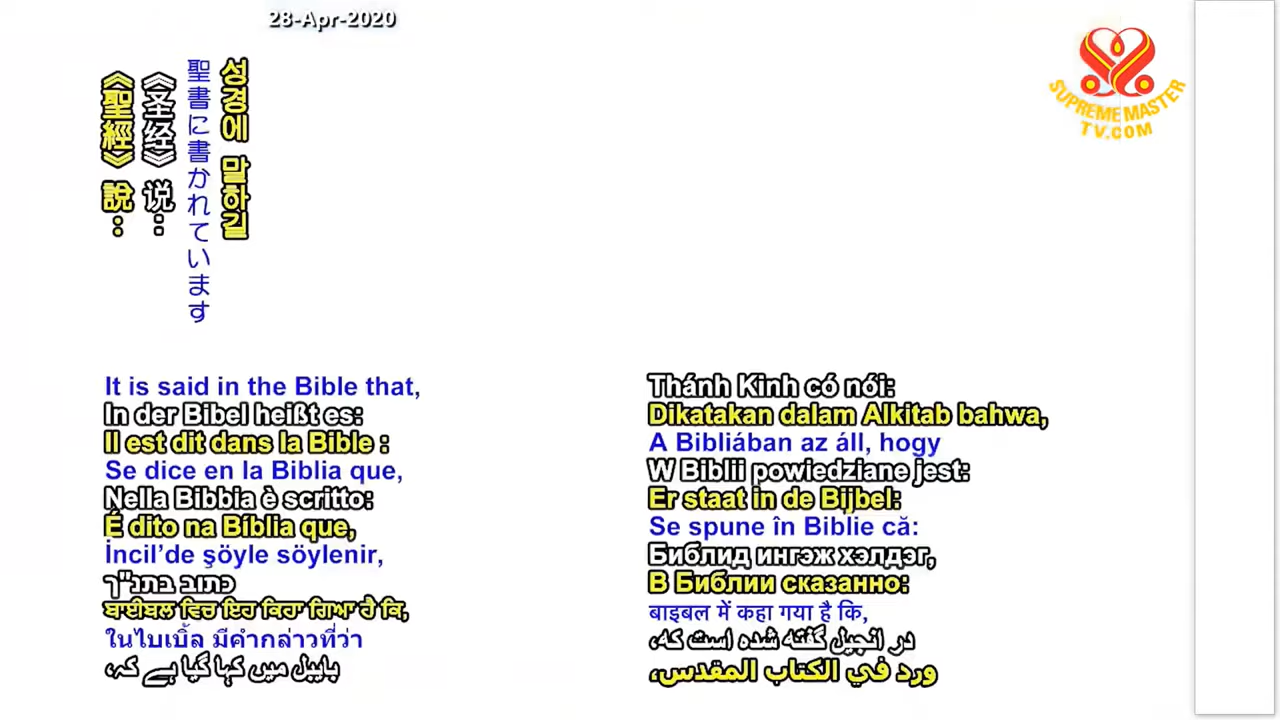 28-Apr-2020
SUPREME MASTER
TV.COM
《聖經》說：
《圣经》说：
聖書に書かれています
성경에 말하길
It is said in the Bible that,
In der Bibel heißt es:
Il est dit dans la Bible :
Se dice en la Biblia que,
Nella Bibbia è scritto:
É dito na Bíblia que,
İncil’de şöyle söylenir,
כתוב בתנ"ך
ਬਾਈਬਲ ਵਿਚ ਇਹ ਕਿਹਾ ਗਿਆ ਹੈ ਕਿ,
ในไบเบิ้ล มีคำกล่าวที่ว่า
بایبل میں کہا گیا ہے کہ،
Thánh Kinh có nói:
Dikatakan dalam Alkitab bahwa,
A Bibliában az áll, hogy
W Biblii powiedziane jest:
Er staat in de Bijbel:
Se spune în Biblie că:
Библид ингэж хэлдэг,
В Библии сказанно:
बाइबल में कहा गया है कि,
در انجیل گفته شده است که،
ورد في الكتاب المقدس،